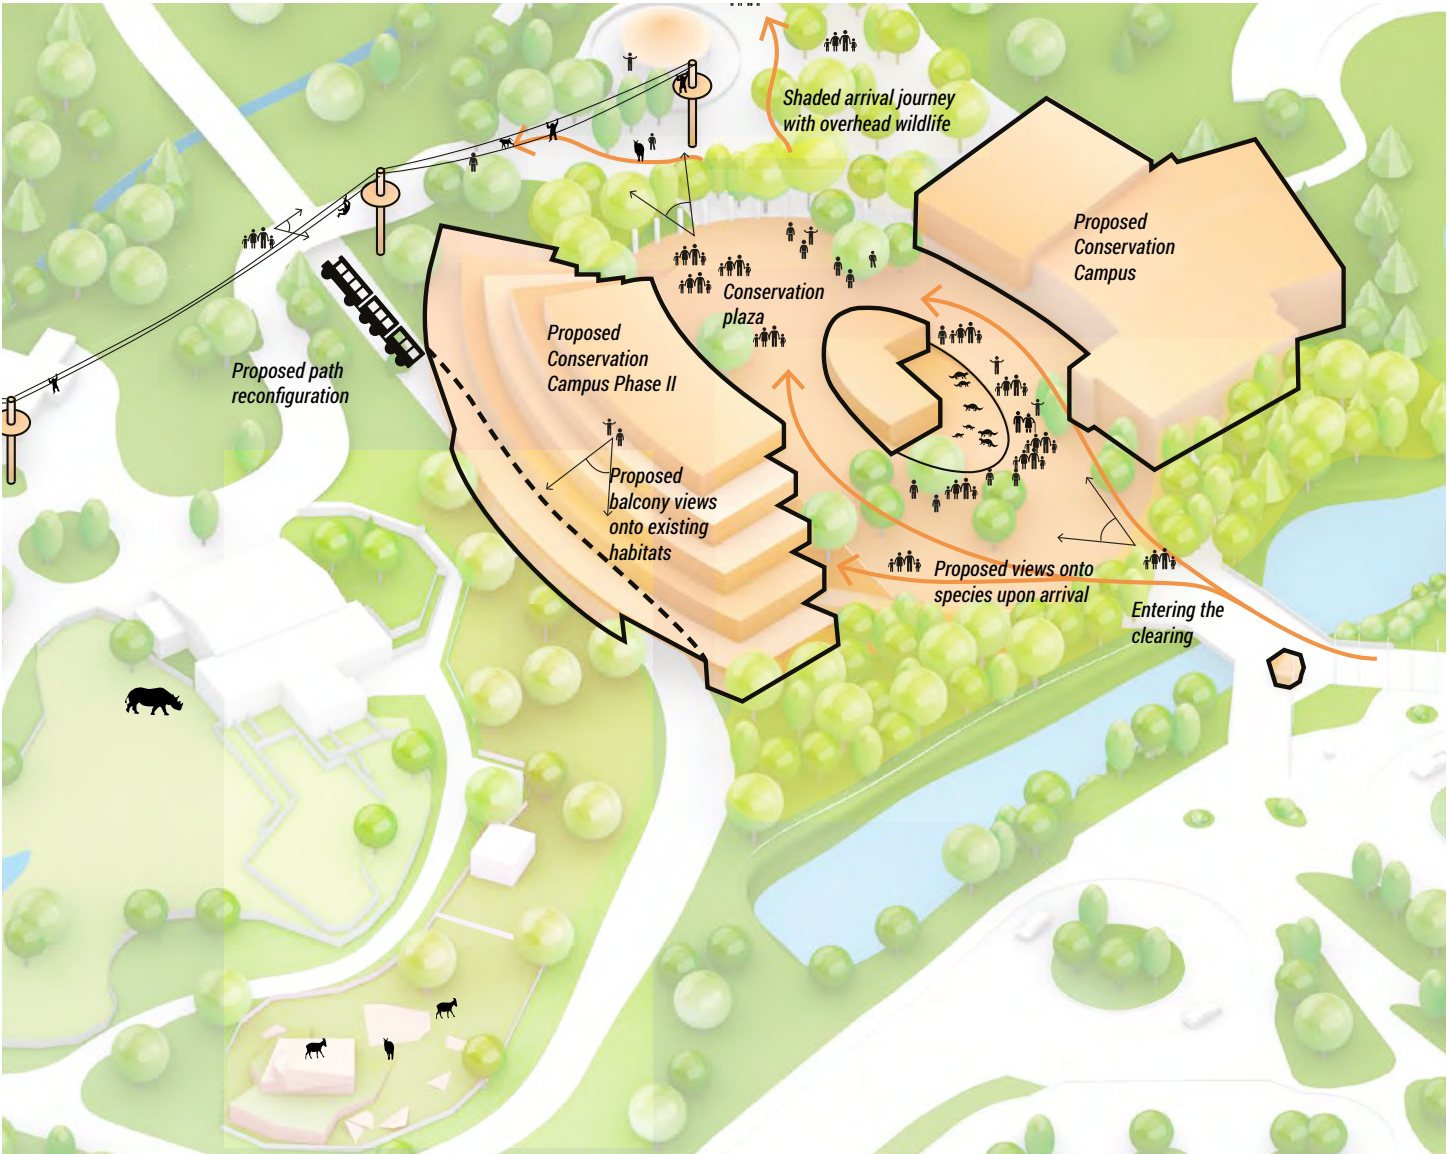 Shaded arrival journey
with overhead wildlife
Proposed
Conservation
Campus
Conservation
plaza
Proposed
Conservation
Campus Phase II
Proposed path
reconfiguration
Proposed
balcony views
onto existing
habitats
Proposed views onto
species upon arrival
Entering the
clearing